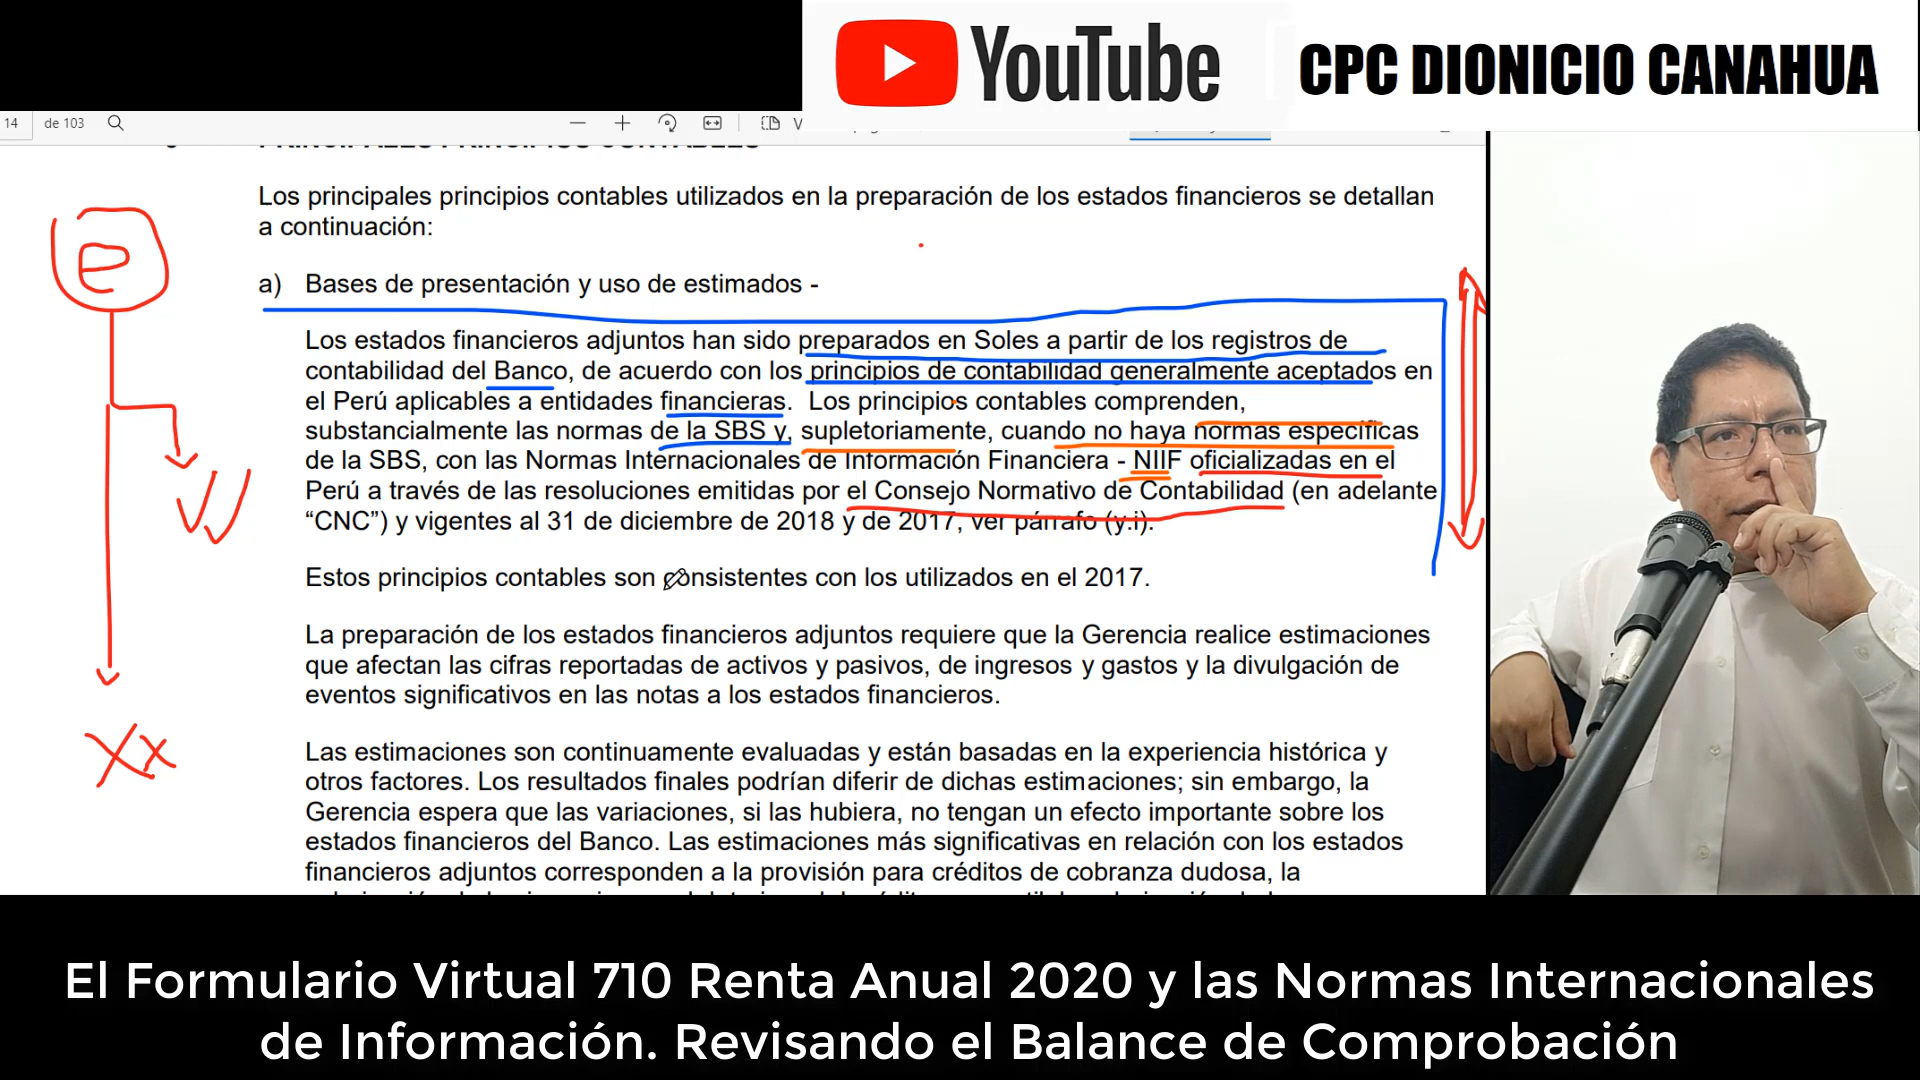 YouTube
CPC DIONICIO CANAHUA
14 de 103
PRINCIPALES PRINCIPIOS CONTABLES
Los principales principios contables utilizados en la preparación de los estados financieros se detallan
a continuación:
a) Bases de presentación y uso de estimados -
Los estados financieros adjuntos han sido preparados en Soles a partir de los registros de
contabilidad del Banco, de acuerdo con los principios de contabilidad generalmente aceptados en
el Perú aplicables a entidades financieras. Los principios contables comprenden,
substancialmente las normas de la SBS y, supletoriamente, cuando no haya normas específicas
de la SBS, con las Normas Internacionales de Información Financiera - NIIF oficializadas en el
Perú a través de las resoluciones emitidas por el Consejo Normativo de Contabilidad (en adelante
“CNC”) y vigentes al 31 de diciembre de 2018 y de 2017, ver párrafo (y.i).
Estos principios contables son consistentes con los utilizados en el 2017.
La preparación de los estados financieros adjuntos requiere que la Gerencia realice estimaciones
que afectan las cifras reportadas de activos y pasivos, de ingresos y gastos y la divulgación de
eventos significativos en las notas a los estados financieros.
Las estimaciones son continuamente evaluadas y están basadas en la experiencia histórica y
otros factores. Los resultados finales podrían diferir de dichas estimaciones; sin embargo, la
Gerencia espera que las variaciones, si las hubiera, no tengan un efecto importante sobre los
estados financieros del Banco. Las estimaciones más significativas en relación con los estados
financieros adjuntos corresponden a la provisión para créditos de cobranza dudosa, la
e
xx
El Formulario Virtual 710 Renta Anual 2020 y las Normas Internacionales
de Información. Revisando el Balance de Comprobación